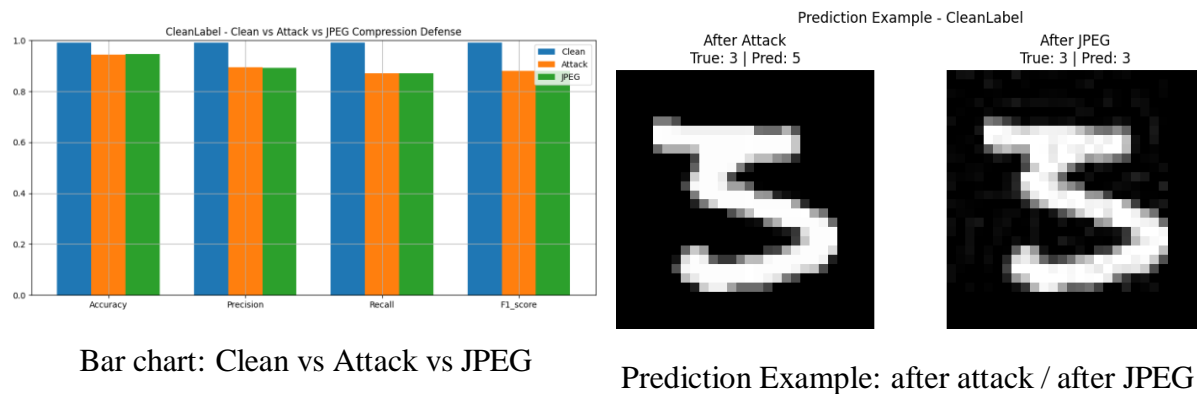 CleanLabel - Clean vs Attack vs JPEG Compression Defense
1.0
0.8
0.6
0.4
0.2
0.0
Clean
Attack
JPEG
Accuracy
Precision
Recall
F1_score
Bar chart: Clean vs Attack vs JPEG
Prediction Example - CleanLabel
After Attack
True: 3 | Pred: 5
After JPEG
True: 3 | Pred: 3
Prediction Example: after attack / after JPEG